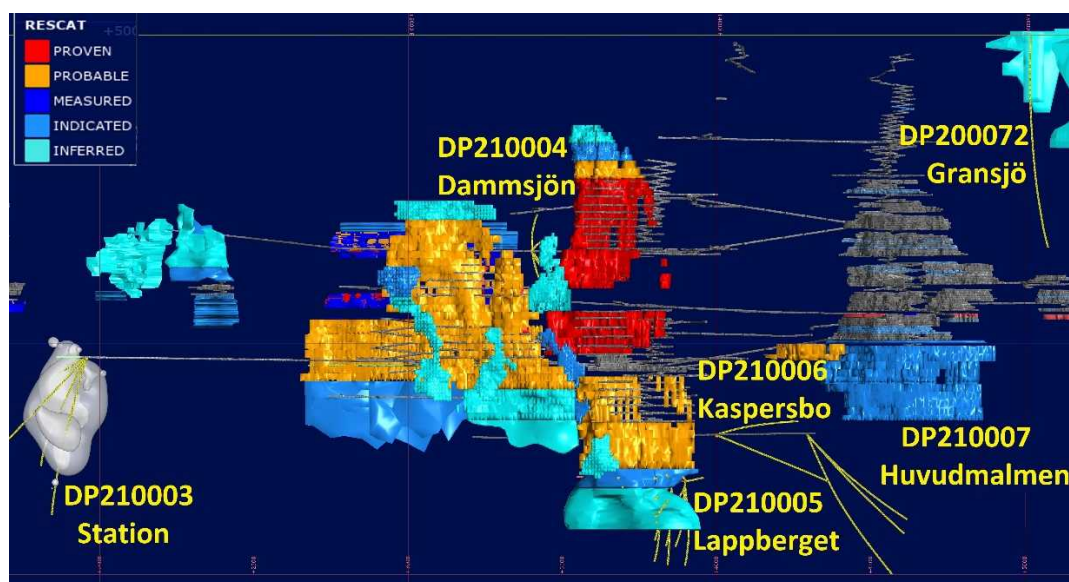 RESCAT
PROVEN
PROBABLE
MEASURED
INDICATED
INFERRED
DP210004
Dammsjön
DP200072
Gransjö
DP210006
Kaspersbo
DP210007
Huvudmalmen
DP210003
Station
DP210005
Lappberget